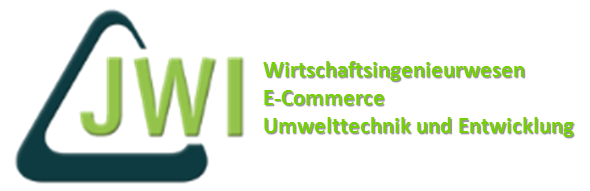 JWI
Wirtschaftsingenieurwesen
E-Commerce
Umwelttechnik und Entwicklung